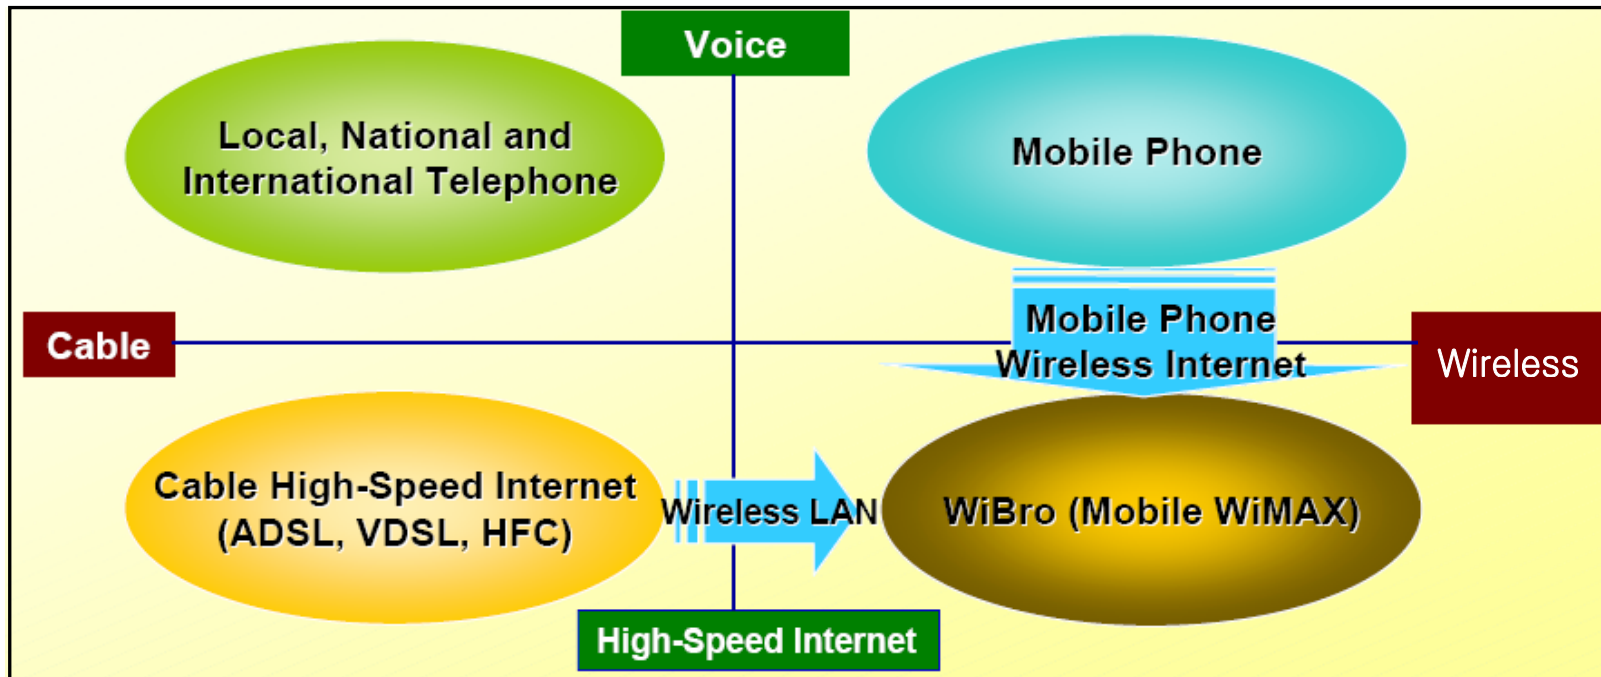 Voice
Local, National and
International Telephone
Mobile Phone
Cable
Mobile Phone
Wireless Internet
Wireless
Cable High-Speed Internet
(ADSL, VDSL, HFC)
Wireless LAN
WiBro (Mobile WiMAX)
High-Speed Internet